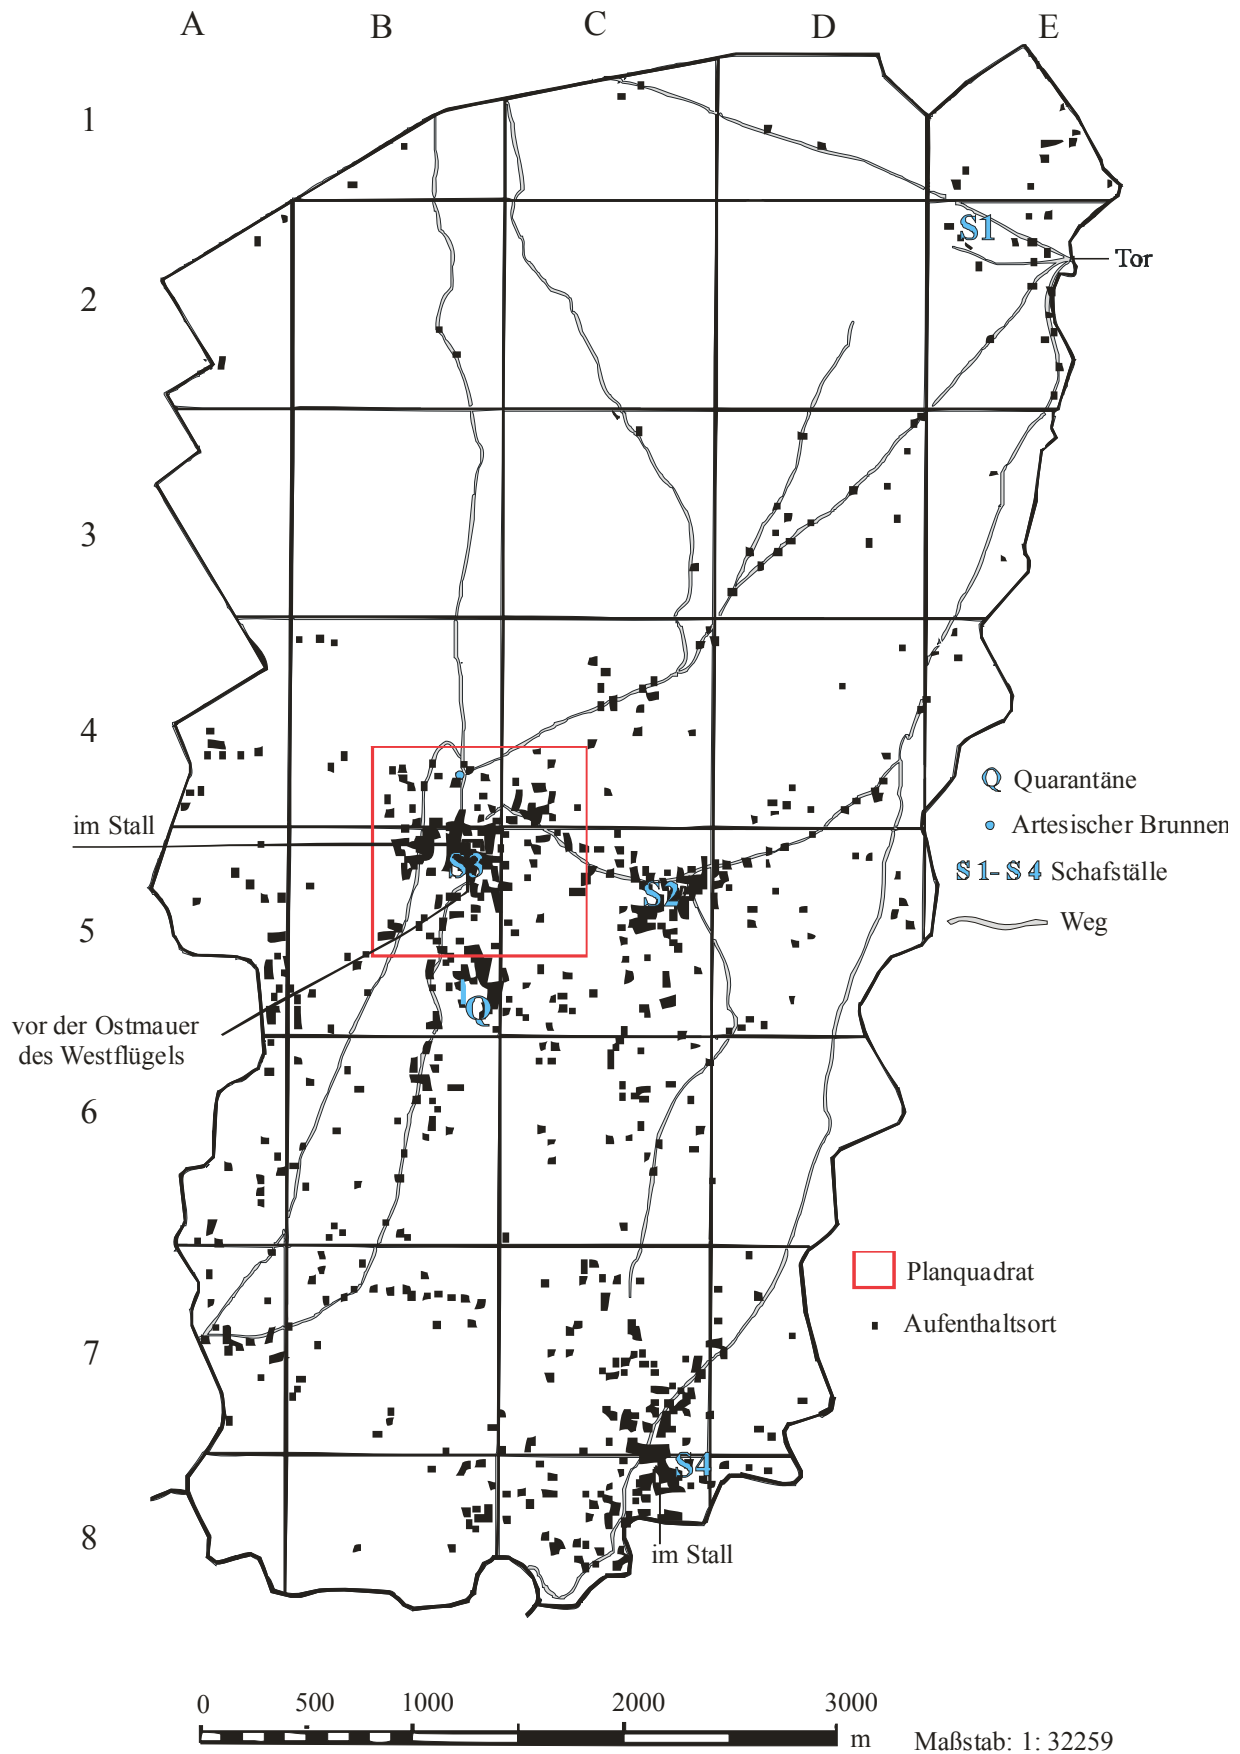 A B C D E
1
S1
Tor
2
3
4
Q Quarantäne
Artesischer Brunnen
im Stall
S3
S 1- S 4 Schafställe
S2
Weg
5
Q
vor der Ostmauer
des Westflügels
6
Planquadrat
Aufenthaltsort
7
S4
8
im Stall
0 500 1000 2000 3000
m Maßstab: 1: 32259